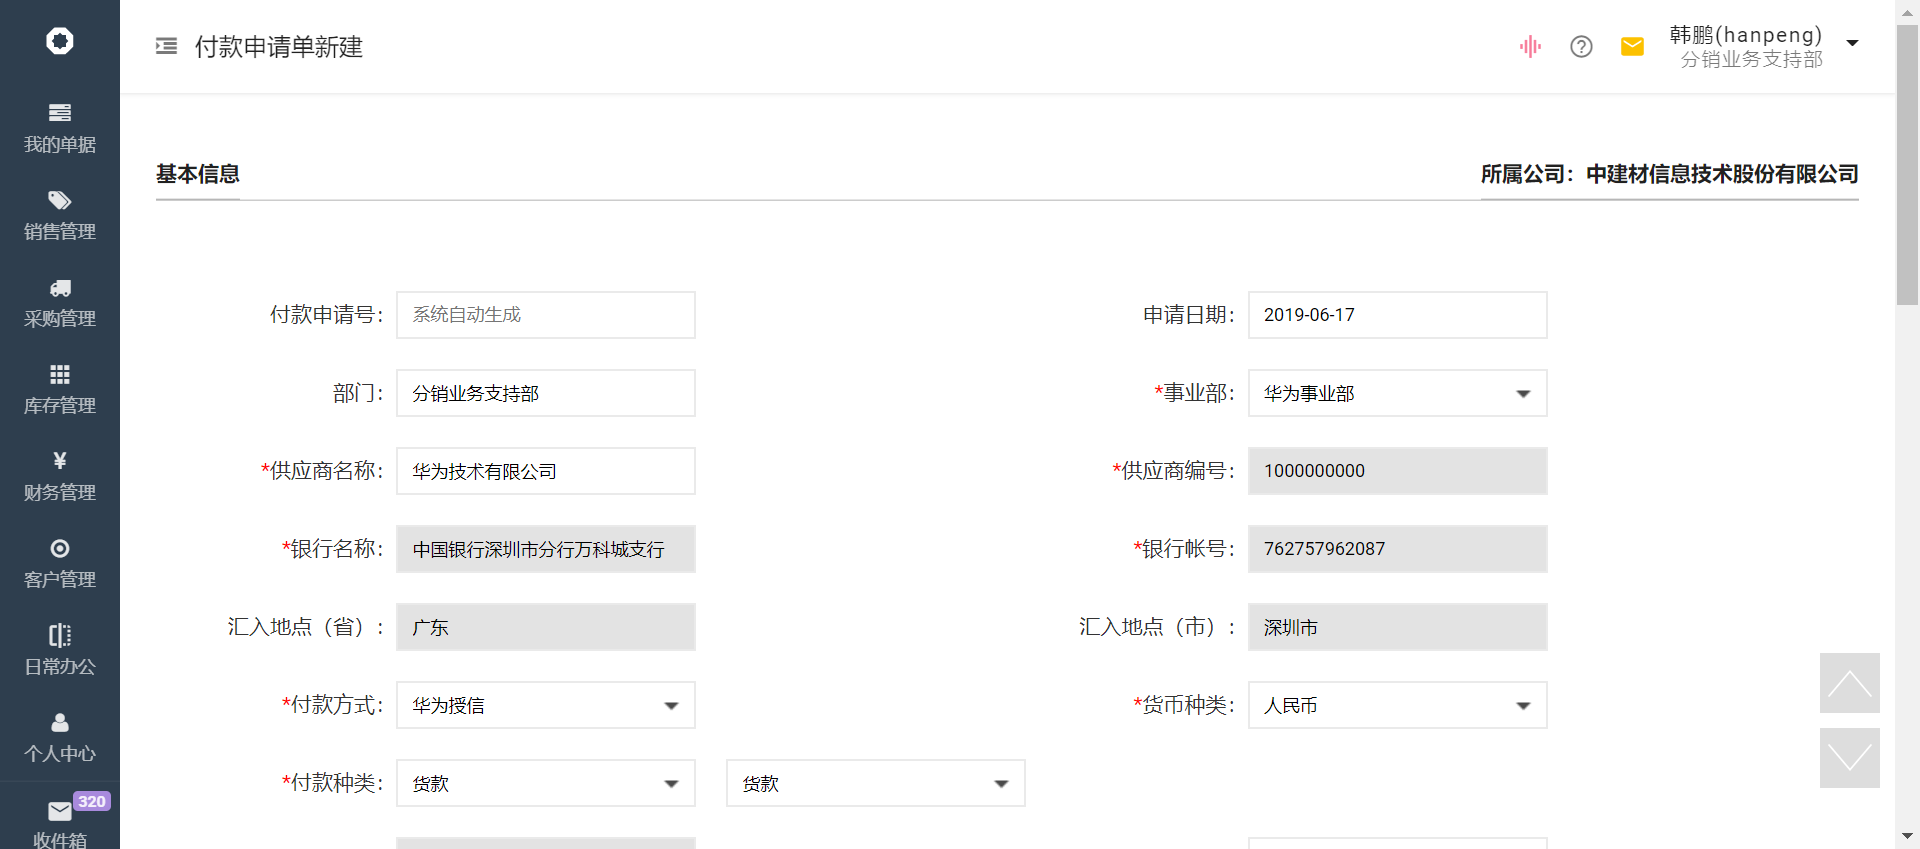 付款申请单新建
韩鹏(hanpeng)
分销业务支持部
我的单据
销售管理
采购管理
库存管理
¥
财务管理
客户管理
日常办公
个人中心
320
收件箱
基本信息
所属公司：中建材信息技术股份有限公司
付款申请号： 系统自动生成
申请日期： 2019-06-17
部门： 分销业务支持部
*事业部： 华为事业部
*供应商名称： 华为技术有限公司
*供应商编号： 1000000000
*银行名称： 中国银行深圳市分行万科城支行
*银行帐号： 762757962087
汇入地点（省）： 广东
汇入地点（市）： 深圳市
*付款方式： 华为授信
*货币种类： 人民币
*付款种类： 货款 货款